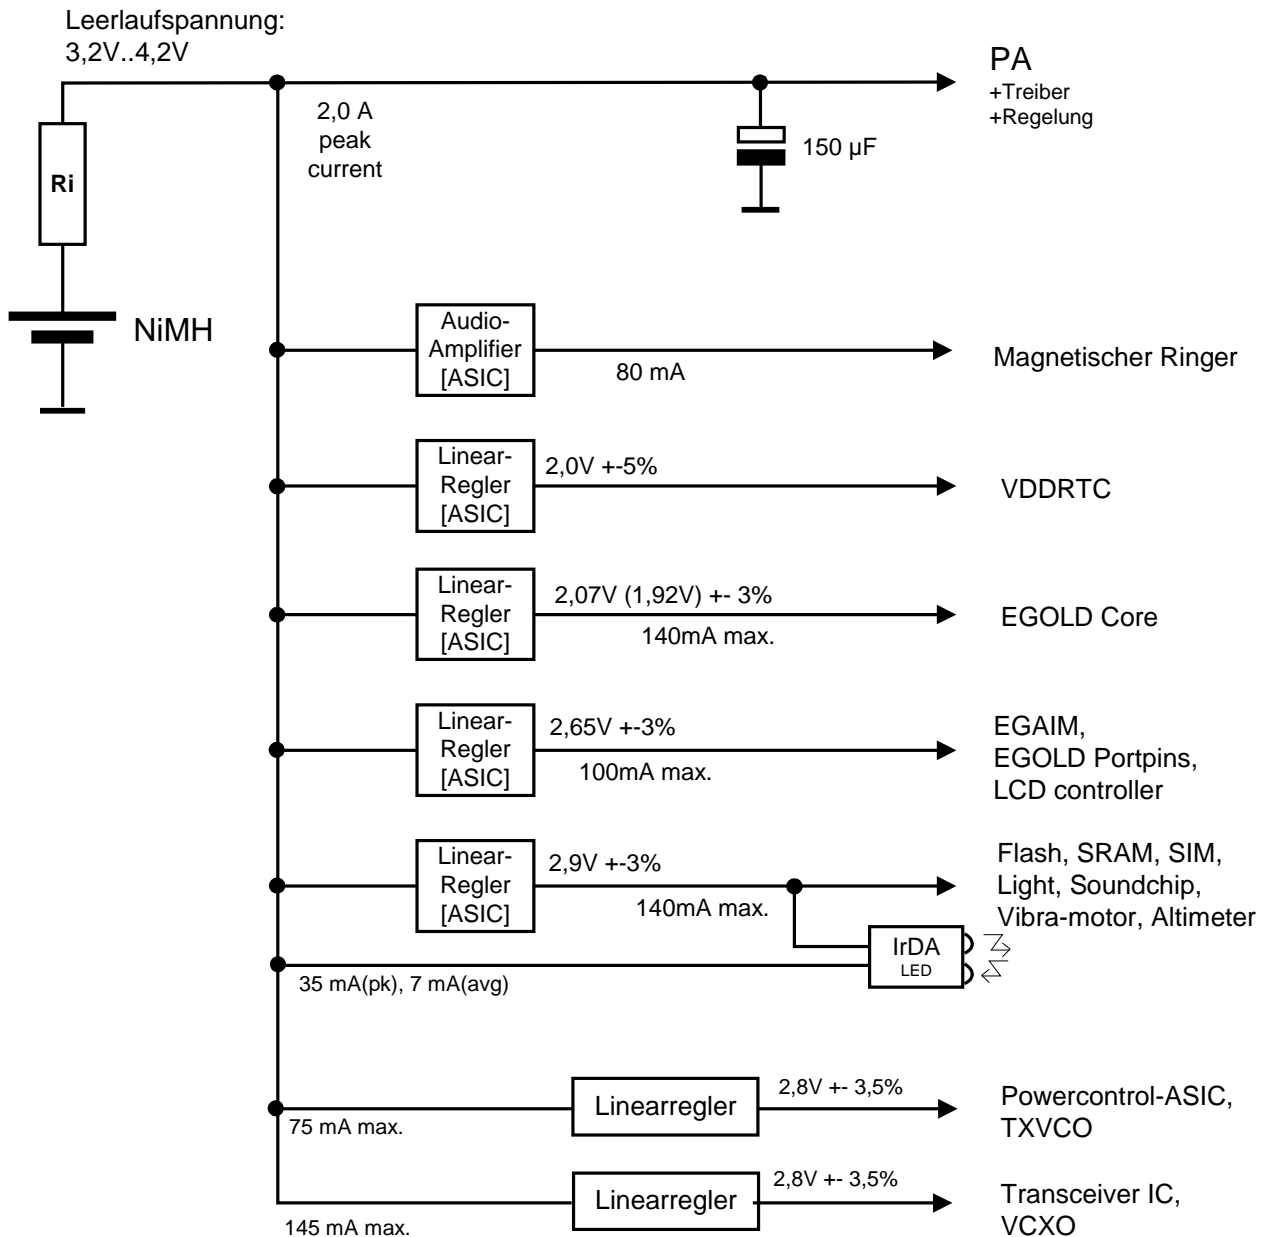 Leerlaufspannung:
3,2V..4,2V
PA
+Treiber
+Regelung
2,0 A
peak
current
150 µF
Ri
NiMH
Audio-
Amplifier
[ASIC]
80 mA
Magnetischer Ringer
Linear-
Regler
[ASIC]
2,0V +-5%
VDDRTC
Linear-
Regler
[ASIC]
2,07V (1,92V) +- 3%
140mA max.
EGOLD Core
Linear-
Regler
[ASIC]
2,65V +-3%
100mA max.
EGAIM,
EGOLD Portpins,
LCD controller
Linear-
Regler
[ASIC]
2,9V +-3%
140mA max.
Flash, SRAM, SIM,
Light, Soundchip,
Vibra-motor, Altimeter
IrDA
LED
35 mA(pk), 7 mA(avg)
Linearregler
2,8V +- 3,5%
75 mA max.
Powercontrol-ASIC,
TXVCO
Linearregler
2,8V +- 3,5%
145 mA max.
Transceiver IC,
VCXO